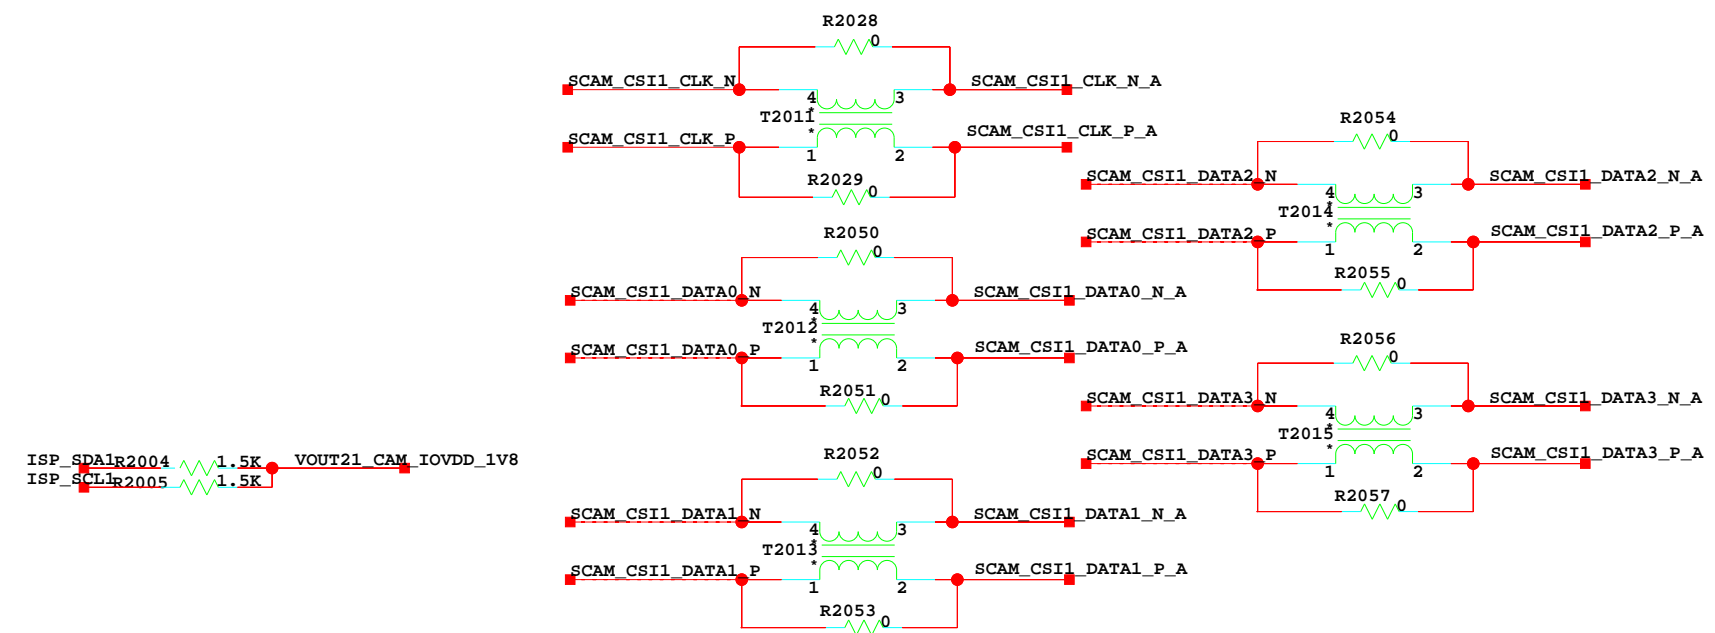 R2028
0
SCAM_CSI1_CLK_N
SCAM_CSI1_CLK_N_A
4
3
T2011
*
*
SCAM_CSI1_CLK_P
SCAM_CSI1_CLK_P_A
1
2
R2029
0
R2050
0
SCAM_CSI1_DATA0_N
SCAM_CSI1_DATA0_N_A
4
3
T2012
*
*
SCAM_CSI1_DATA0_P
SCAM_CSI1_DATA0_P_A
1
2
R2051
0
ISP_SDA1
R2004
1.5K
VOUT21_CAM_IOVDD_1V8
ISP_SCL1
R2005
1.5K
R2052
0
SCAM_CSI1_DATA1_N
SCAM_CSI1_DATA1_N_A
4
3
T2013
*
*
SCAM_CSI1_DATA1_P
SCAM_CSI1_DATA1_P_A
1
2
R2053
0
R2054
0
SCAM_CSI1_DATA2_N
SCAM_CSI1_DATA2_N_A
4
3
T2014
*
*
SCAM_CSI1_DATA2_P
SCAM_CSI1_DATA2_P_A
1
2
R2055
0
R2056
0
SCAM_CSI1_DATA3_N
SCAM_CSI1_DATA3_N_A
4
3
T2015
*
*
SCAM_CSI1_DATA3_P
SCAM_CSI1_DATA3_P_A
1
2
R2057
0